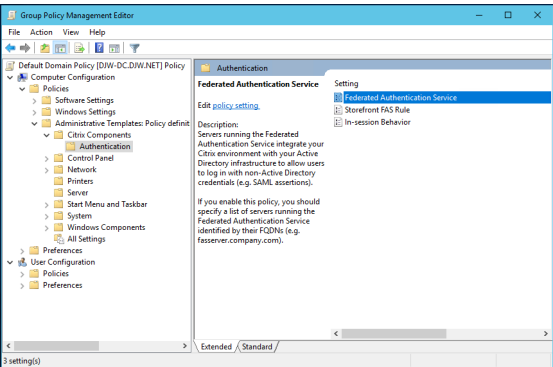 Group Policy Management Editor
File Action View Help
Default Domain Policy [DJW-DC.DJW.NET] Policy
Computer Configuration
Policies
Software Settings
Windows Settings
Administrative Templates: Policy definit
Citrix Components
Authentication
Control Panel
Network
Printers
Server
Start Menu and Taskbar
System
Windows Components
All Settings
Preferences
User Configuration
Policies
Preferences
Authentication
Federated Authentication Service
Edit policy setting.
Description:
Servers running the Federated
Authentication Service integrate your
Citrix environment with your Active
Directory infrastructure to allow users
to log in with non-Active Directory
credentials (e.g. SAML assertions).
If you enable this policy, you should
specify a list of servers running the
Federated Authentication Service
identified by their FQDNs (e.g.
fasserver.company.com).
Setting
Federated Authentication Service
Storefront FAS Rule
In-session Behavior
Extended Standard
3 setting(s)